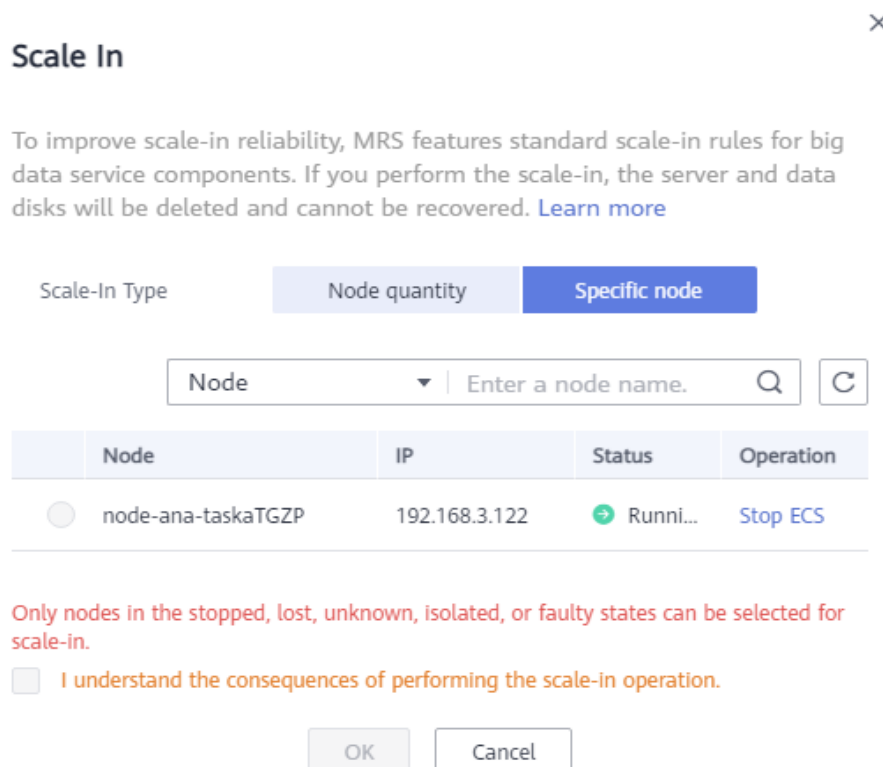 Scale In
To improve scale-in reliability, MRS features standard scale-in rules for big
data service components. If you perform the scale-in, the server and data
disks will be deleted and cannot be recovered. Learn more
Scale-In Type Node quantity Specific node
Node Enter a node name.
Node IP Status Operation
node-ana-taskaTGZP 192.168.3.122 Runni... Stop ECS
Only nodes in the stopped, lost, unknown, isolated, or faulty states can be selected for
scale-in.
I understand the consequences of performing the scale-in operation.
OK Cancel